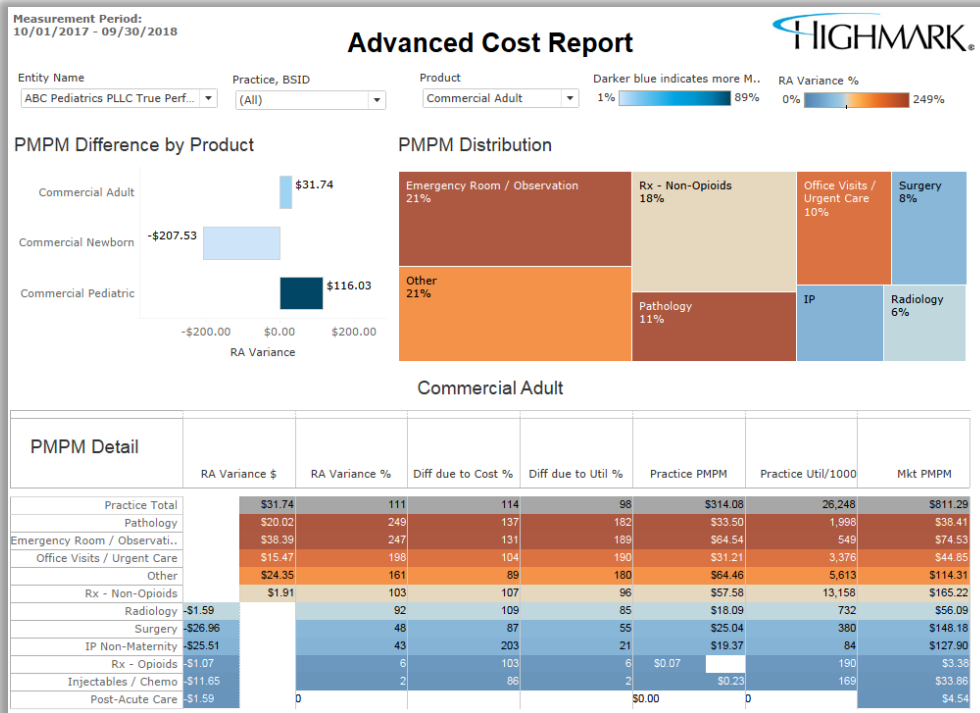 Measurement Period:
10/01/2017 - 09/30/2018
Advanced Cost Report
HIGHMARK®
Entity Name
ABC Pediatrics PLLC True Perf...
Practice, BSID
(All)
Product
Commercial Adult
Darker blue indicates more M..
1% 89%
RA Variance %
0% 249%
PMPM Difference by Product
Commercial Adult $31.74
Commercial Newborn -$207.53
Commercial Pediatric $116.03
-$200.00 $0.00 $200.00
RA Variance
PMPM Distribution
Emergency Room / Observation
21%
Other
21%
Rx - Non-Opioids
18%
Pathology
11%
Office Visits /
Urgent Care
10%
Surgery
8%
IP
Radiology
6%
Commercial Adult
PMPM Detail RA Variance $ RA Variance % Diff due to Cost % Diff due to Util % Practice PMPM Practice Util/1000 Mkt PMPM
Practice Total $31.74 111 114 98 $314.08 26,248 $811.29
Pathology $20.02 249 137 182 $33.50 1,998 $38.41
Emergency Room / Observati.. $38.39 247 131 189 $64.54 549 $74.53
Office Visits / Urgent Care $15.47 198 104 190 $31.21 3,376 $44.85
Other $24.35 161 89 180 $64.46 5,613 $114.31
Rx - Non-Opioids $1.91 103 107 96 $57.58 13,158 $165.22
Radiology -$1.59 92 109 85 $18.09 732 $56.09
Surgery -$26.96 48 87 55 $25.04 380 $148.18
IP Non-Maternity -$25.51 43 203 21 $19.37 84 $127.90
Rx - Opioids -$1.07 6 103 6 $0.07 190 $3.38
Injectables / Chemo -$11.65 2 86 2 $0.23 169 $33.86
Post-Acute Care -$1.59 0 $0.00 0 $4.54